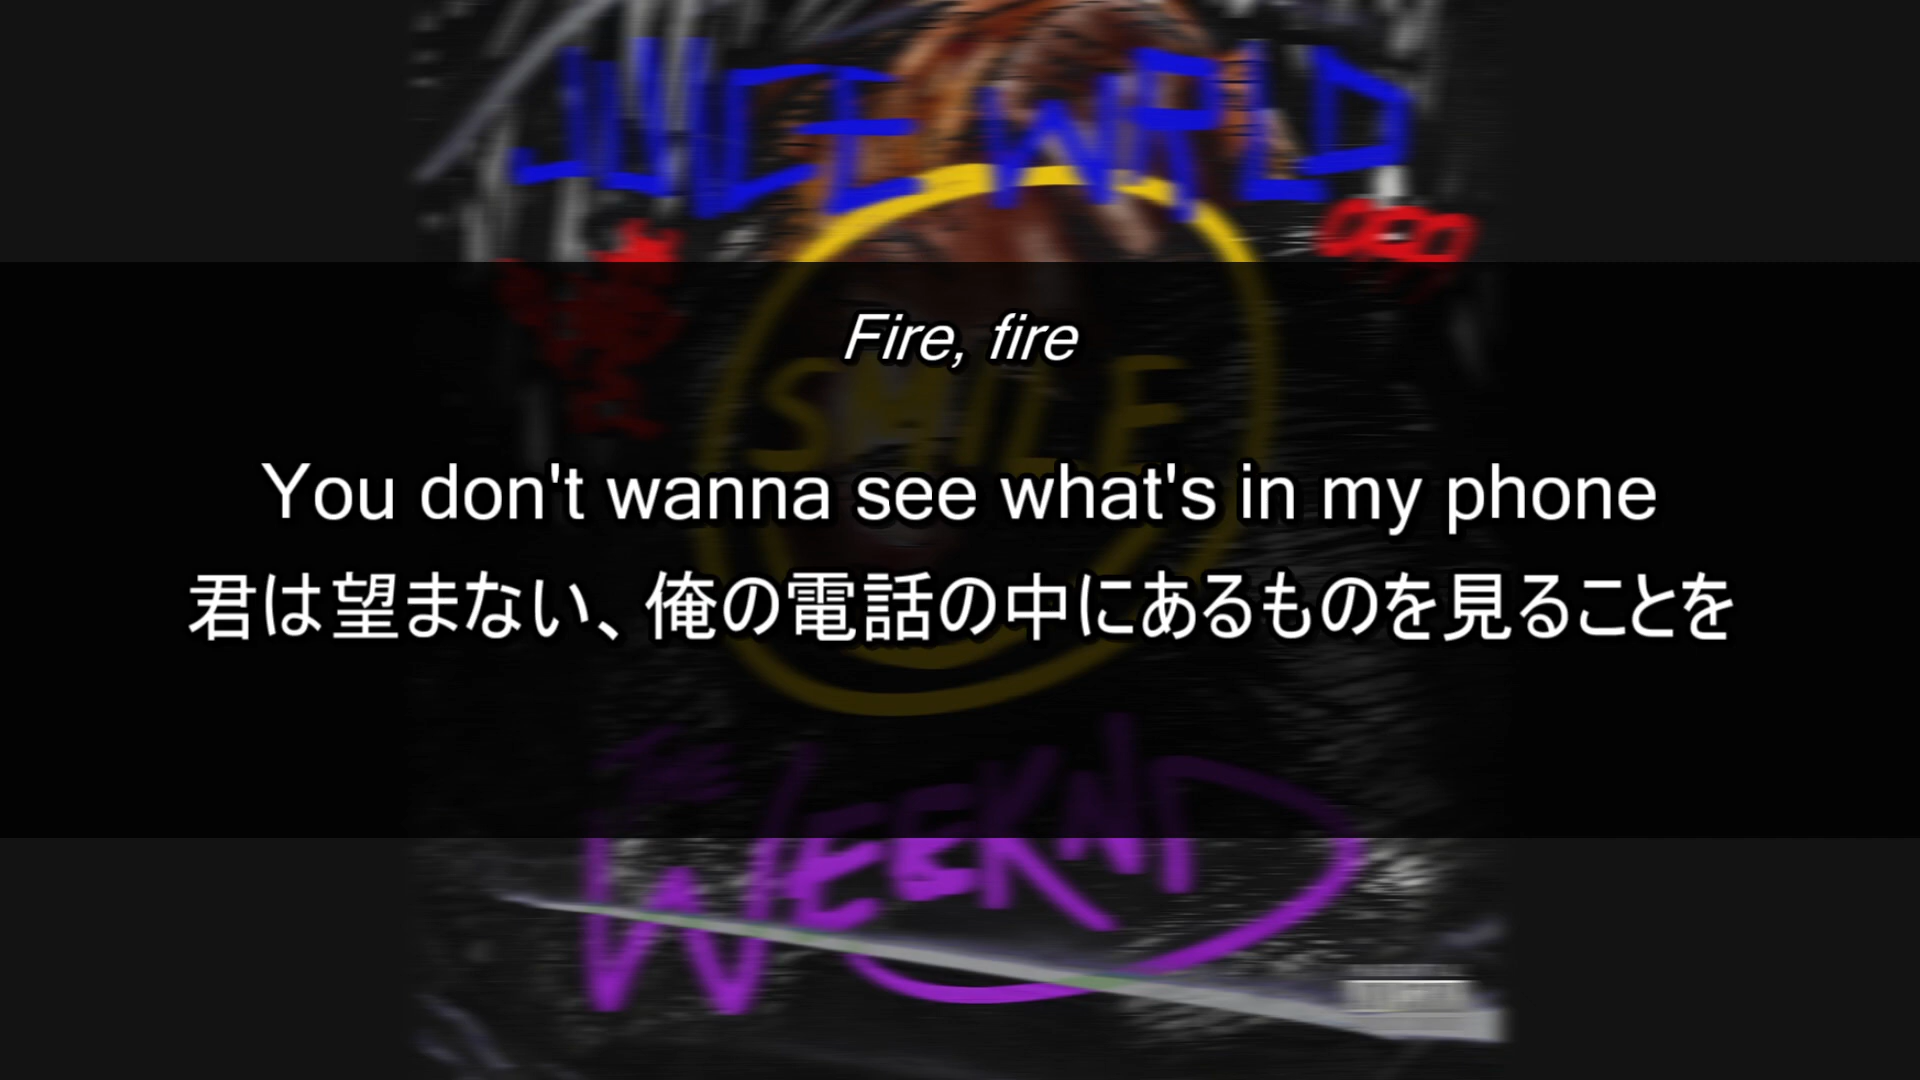 JUICE WRLD
999
Fire, fire
SMILE
You don't wanna see what's in my phone
君は望まない、俺の電話の中にあるものを見ることを
THE
WEEKND